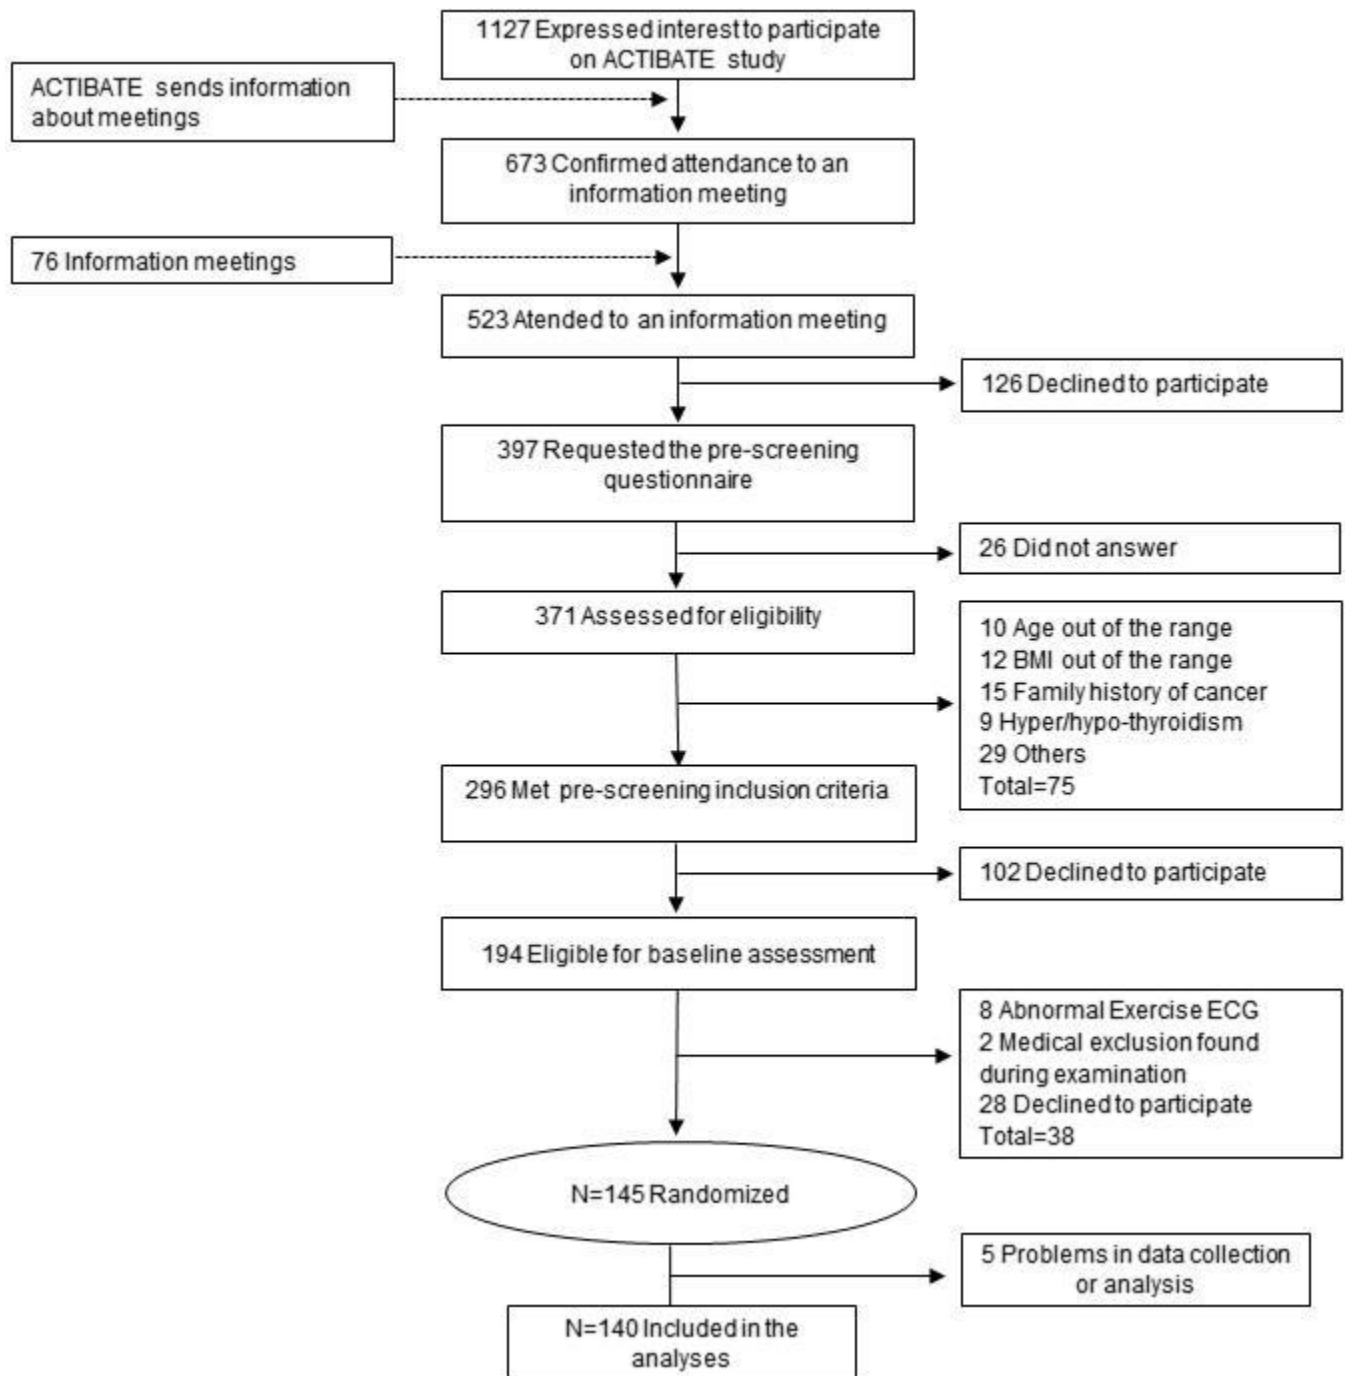 1127 Expressed interest to participate
on ACTIBATE study
ACTIBATE sends information
about meetings
673 Confirmed attendance to an
information meeting
76 Information meetings
523 Atended to an information meeting
126 Declined to participate
397 Requested the pre-screening
questionnaire
26 Did not answer
371 Assessed for eligibility
10 Age out of the range
12 BMI out of the range
15 Family history of cancer
9 Hyper/hypo-thyroidism
29 Others
Total=75
296 Met pre-screening inclusion criteria
102 Declined to participate
194 Eligible for baseline assessment
8 Abnormal Exercise ECG
2 Medical exclusion found
during examination
28 Declined to participate
Total=38
N=145 Randomized
5 Problems in data collection
or analysis
N=140 Included in the
analyses